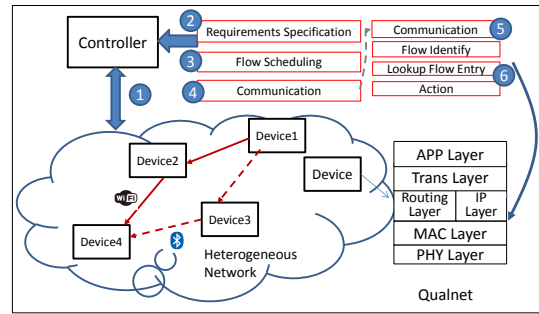 Controller
1
2
Requirements Specification
3
Flow Scheduling
4
Communication
Communication
5
Flow Identify
Lookup Flow Entry
6
Action
Device1
Device2
WiFi
Device3
Device4
Device
Heterogeneous
Network
APP Layer
Trans Layer
Routing
Layer
IP
Layer
MAC Layer
PHY Layer
Qualnet